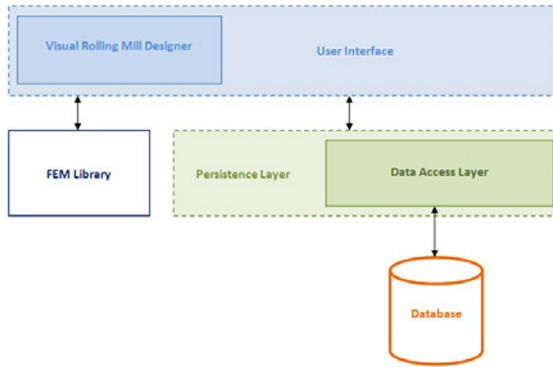 Visual Rolling Mill Designer
User Interface
FEM Library
Persistence Layer
Data Access Layer
Database